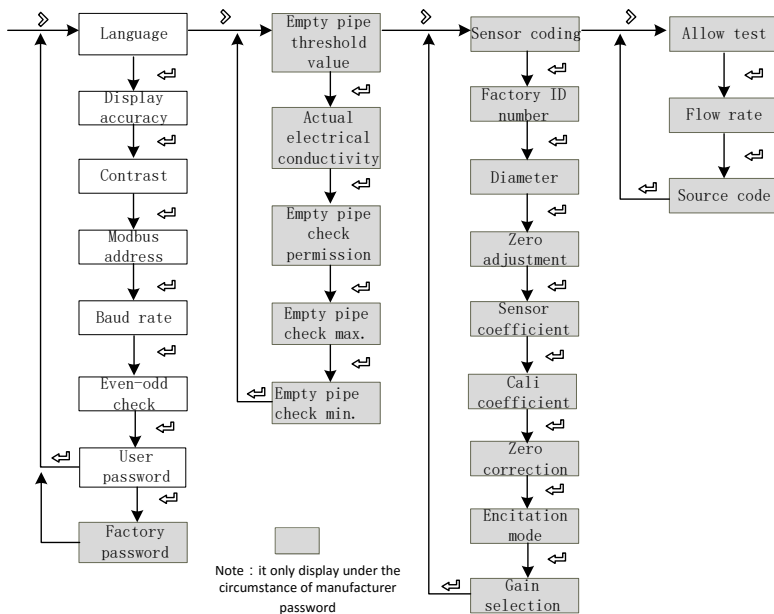 Language
Display
accuracy
Contrast
Modbus
address
Baud rate
Even-odd
check
User
password
Factory
password
Empty pipe
threshold
value
Actual
electrical
conductivity
Empty pipe
check
permission
Empty pipe
check max.
Empty pipe
check min.
Note：it only display under the
circumstance of manufacturer
password
Sensor coding
Factory ID
number
Diameter
Zero
adjustment
Sensor
coefficient
Cali
coefficient
Zero
correction
Encitation
mode
Gain
selection
Allow test
Flow rate
Source code